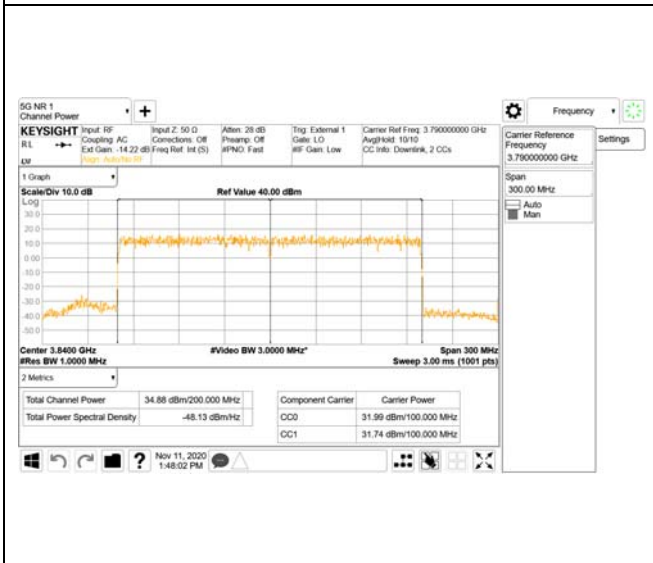 5G NR 1
Channel Power
Frequency
KEYSIGHT
RL
Input: RF
Coupling: AC
Ext Gain: -14.22 dB
Align: Auto/No RF
Input Z: 50 Ω
Corrections: Off
Freq Ref: Int (S)
Atten: 28 dB
Preamp: Off
#PNO: Fast
Trig: External 1
Gate: LO
#IF Gain: Low
Carrier Ref Freq: 3.790000000 GHz
Avg|Hold: 10/10
CC Info: Downlink, 2 CCs
Carrier Reference
Frequency
3.790000000 GHz
Settings
Span
300.00 MHz
Auto
Man
1 Graph
Scale/Div 10.0 dB
Ref Value 40.00 dBm
Log
30.0
20.0
10.0
0.00
-10.0
-20.0
-30.0
-40.0
-50.0
Center 3.8400 GHz
#Video BW 3.0000 MHz*
Span 300 MHz
#Res BW 1.0000 MHz
Sweep 3.00 ms (1001 pts)
2 Metrics
Total Channel Power 34.88 dBm/200.000 MHz
Total Power Spectral Density -48.13 dBm/Hz
Component Carrier Carrier Power
CC0 31.99 dBm/100.000 MHz
CC1 31.74 dBm/100.000 MHz
?
Nov 11, 2020
1:48:02 PM